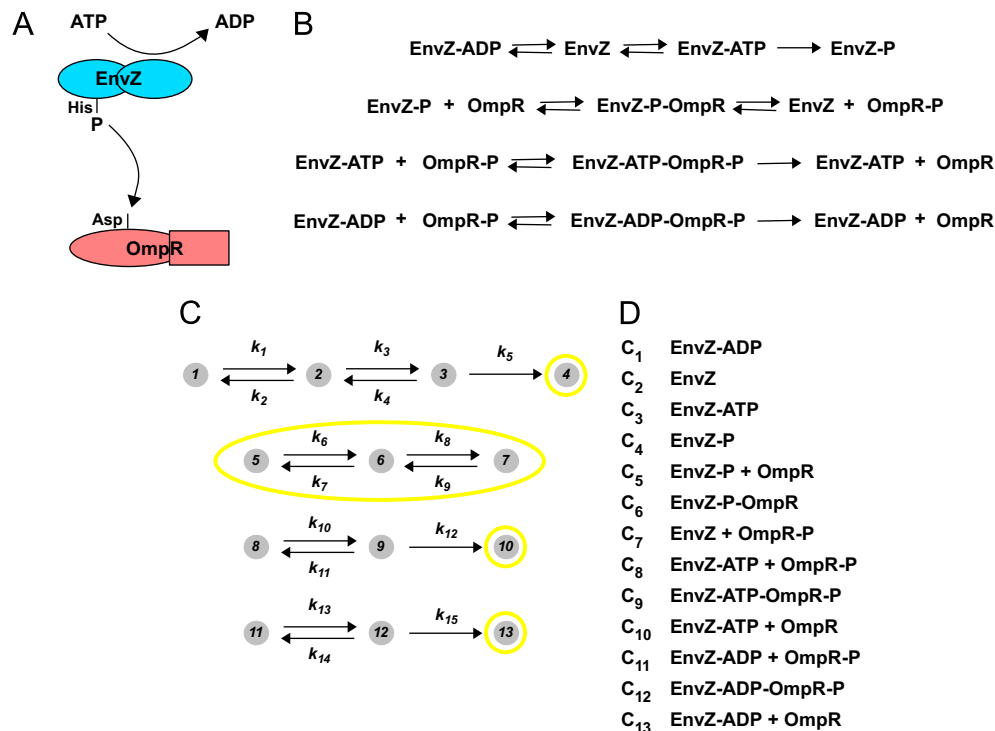 A
ATP ADP
EnvZ
His
P
Asp
OmpR
B
EnvZ-ADP EnvZ EnvZ-ATP EnvZ-P
EnvZ-P + OmpR EnvZ-P-OmpR EnvZ + OmpR-P
EnvZ-ATP + OmpR-P EnvZ-ATP-OmpR-P EnvZ-ATP + OmpR
EnvZ-ADP + OmpR-P EnvZ-ADP-OmpR-P EnvZ-ADP + OmpR
C
k1 k3 k5
1 2 3 4
k2 k4
k6 k8
5 6 7
k7 k9
k10 k12
8 9 10
k11
k13 k15
11 12 13
k14
D
C1 EnvZ-ADP
C2 EnvZ
C3 EnvZ-ATP
C4 EnvZ-P
C5 EnvZ-P + OmpR
C6 EnvZ-P-OmpR
C7 EnvZ + OmpR-P
C8 EnvZ-ATP + OmpR-P
C9 EnvZ-ATP-OmpR-P
C10 EnvZ-ATP + OmpR
C11 EnvZ-ADP + OmpR-P
C12 EnvZ-ADP-OmpR-P
C13 EnvZ-ADP + OmpR